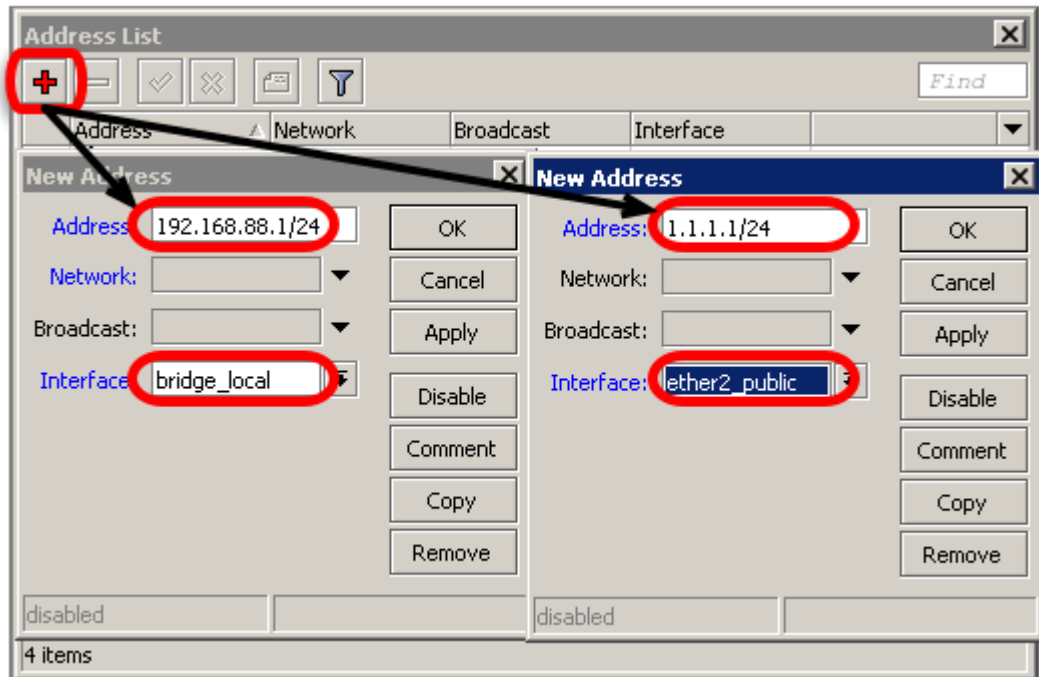 Address List
Find
Address Network Broadcast Interface
New Address
Address: 192.168.88.1/24
OK
Network:
Cancel
Broadcast:
Apply
Interface bridge_local
Disable
Comment
Copy
Remove
disabled
New Address
Address: 1.1.1.1/24
OK
Network:
Cancel
Broadcast:
Apply
Interface: ether2_public
Disable
Comment
Copy
Remove
disabled
4 items